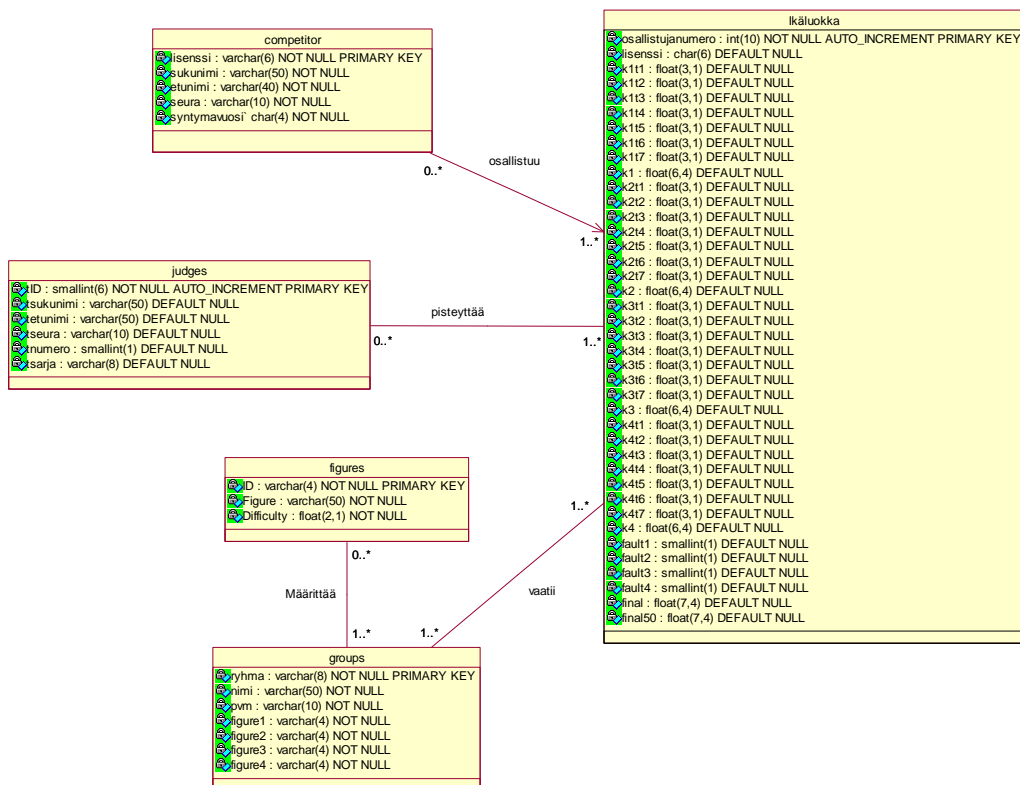 competitor
lisenssi : varchar(6) NOT NULL PRIMARY KEY
sukunimi : varchar(50) NOT NULL
etunimi : varchar(40) NOT NULL
seura : varchar(10) NOT NULL
syntymavuosi` char(4) NOT NULL
0..*
osallistuu
1..*
Ikäluokka
osallistujanumero : int(10) NOT NULL AUTO_INCREMENT PRIMARY KEY
lisenssi : char(6) DEFAULT NULL
k1t1 : float(3,1) DEFAULT NULL
k1t2 : float(3,1) DEFAULT NULL
k1t3 : float(3,1) DEFAULT NULL
k1t4 : float(3,1) DEFAULT NULL
k1t5 : float(3,1) DEFAULT NULL
k1t6 : float(3,1) DEFAULT NULL
k1t7 : float(3,1) DEFAULT NULL
k1 : float(6,4) DEFAULT NULL
k2t1 : float(3,1) DEFAULT NULL
k2t2 : float(3,1) DEFAULT NULL
k2t3 : float(3,1) DEFAULT NULL
k2t4 : float(3,1) DEFAULT NULL
k2t5 : float(3,1) DEFAULT NULL
k2t6 : float(3,1) DEFAULT NULL
k2t7 : float(3,1) DEFAULT NULL
k2 : float(6,4) DEFAULT NULL
k3t1 : float(3,1) DEFAULT NULL
k3t2 : float(3,1) DEFAULT NULL
k3t3 : float(3,1) DEFAULT NULL
k3t4 : float(3,1) DEFAULT NULL
k3t5 : float(3,1) DEFAULT NULL
k3t6 : float(3,1) DEFAULT NULL
k3t7 : float(3,1) DEFAULT NULL
k3 : float(6,4) DEFAULT NULL
k4t1 : float(3,1) DEFAULT NULL
k4t2 : float(3,1) DEFAULT NULL
k4t3 : float(3,1) DEFAULT NULL
k4t4 : float(3,1) DEFAULT NULL
k4t5 : float(3,1) DEFAULT NULL
k4t6 : float(3,1) DEFAULT NULL
k4t7 : float(3,1) DEFAULT NULL
k4 : float(6,4) DEFAULT NULL
fault1 : smallint(1) DEFAULT NULL
fault2 : smallint(1) DEFAULT NULL
fault3 : smallint(1) DEFAULT NULL
fault4 : smallint(1) DEFAULT NULL
final : float(7,4) DEFAULT NULL
final50 : float(7,4) DEFAULT NULL
judges
tID : smallint(6) NOT NULL AUTO_INCREMENT PRIMARY KEY
tsukunimi : varchar(50) DEFAULT NULL
tetunimi : varchar(50) DEFAULT NULL
tseura : varchar(10) DEFAULT NULL
tnumero : smallint(1) DEFAULT NULL
tsarja : varchar(8) DEFAULT NULL
pisteyttää
0..*
1..*
figures
ID : varchar(4) NOT NULL PRIMARY KEY
Figure : varchar(50) NOT NULL
Difficulty : float(2,1) NOT NULL
0..*
Määrittää
1..*
1..*
vaatii
1..*
groups
ryhma : varchar(8) NOT NULL PRIMARY KEY
nimi : varchar(50) NOT NULL
pvm : varchar(10) NOT NULL
figure1 : varchar(4) NOT NULL
figure2 : varchar(4) NOT NULL
figure3 : varchar(4) NOT NULL
figure4 : varchar(4) NOT NULL